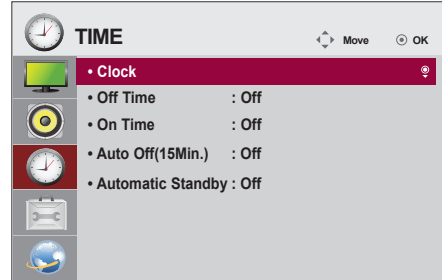 TIME
Move
OK
• Clock
• Off Time : Off
• On Time : Off
• Auto Off(15Min.) : Off
• Automatic Standby : Off